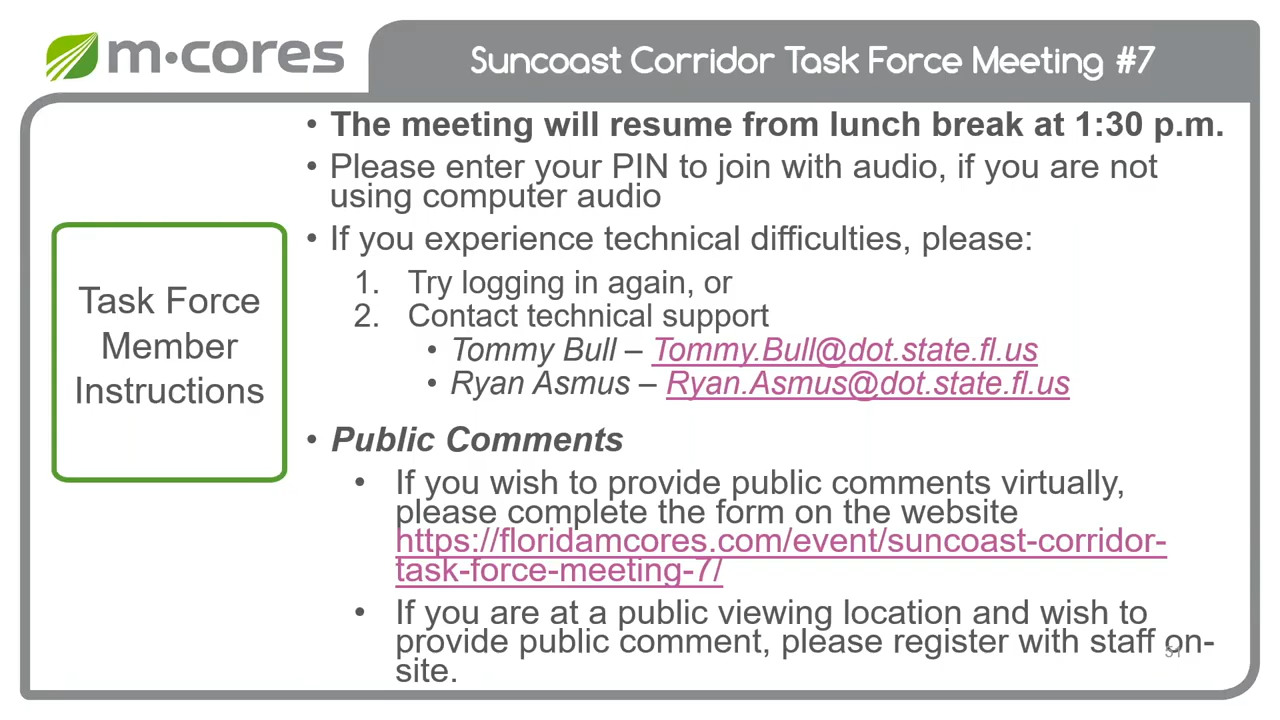 m·cores
Suncoast Corridor Task Force Meeting #7
Task Force
Member
Instructions
• The meeting will resume from lunch break at 1:30 p.m.
• Please enter your PIN to join with audio, if you are not
using computer audio
• If you experience technical difficulties, please:
1. Try logging in again, or
2. Contact technical support
• Tommy Bull – Tommy.Bull@dot.state.fl.us
• Ryan Asmus – Ryan.Asmus@dot.state.fl.us
• Public Comments
• If you wish to provide public comments virtually,
please complete the form on the website
https://floridamcores.com/event/suncoast-corridor-
task-force-meeting-7/
• If you are at a public viewing location and wish to
provide public comment, please register with staff on-
site.
51